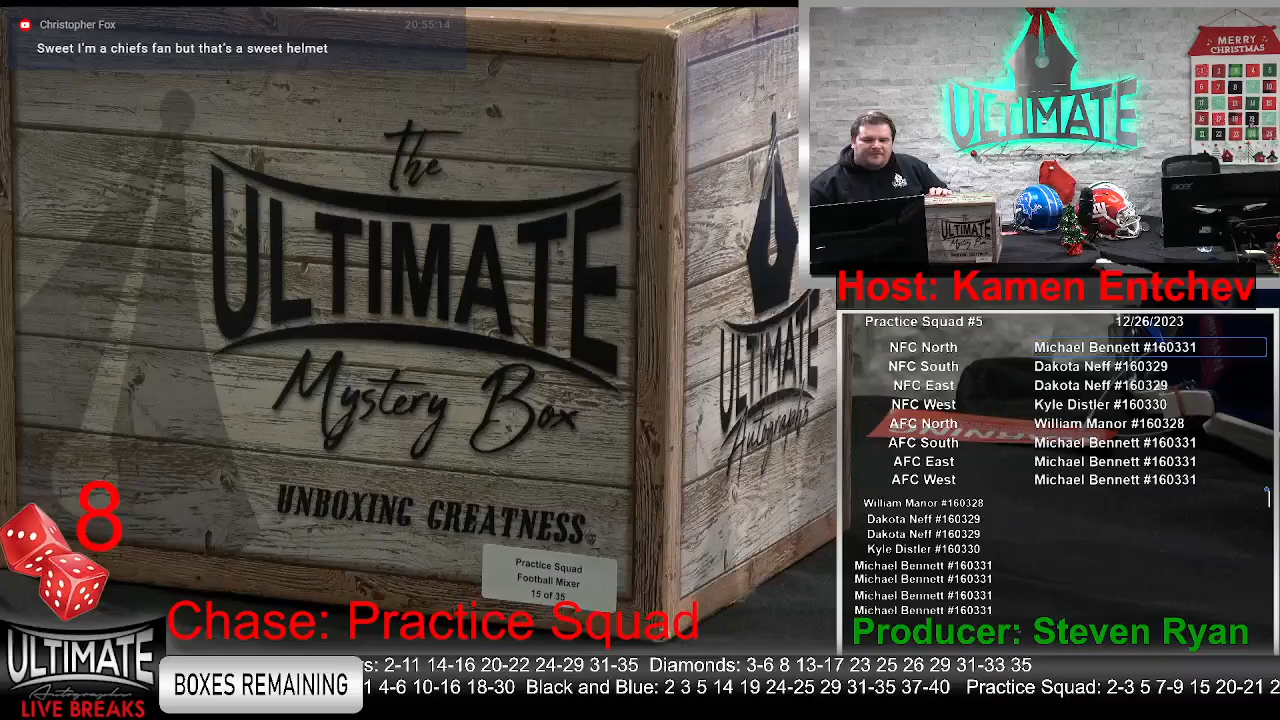 Christopher Fox 20:55:14
Sweet I'm a chiefs fan but that's a sweet helmet
The
ULTIMATE
Mystery Box
UNBOXING GREATNESS
Practice Squad
Football Mixer
15 of 35
ULTIMATE
Autographs
8
Chase: Practice Squad
ULTIMATE
MERRY
CHRISTMAS
acer
The
ULTIMATE
Mystery Box
Host: Kamen Entchev
Practice Squad #5 12/26/2023
NFC North Michael Bennett #160331
NFC South Dakota Neff #160329
NFC East Dakota Neff #160329
NFC West Kyle Distler #160330
AFC North William Manor #160328
AFC South Michael Bennett #160331
AFC East Michael Bennett #160331
AFC West Michael Bennett #160331
William Manor #160328
Dakota Neff #160329
Dakota Neff #160329
Kyle Distler #160330
Michael Bennett #160331
Michael Bennett #160331
Michael Bennett #160331
Michael Bennett #160331
Producer: Steven Ryan
ULTIMATE
Autographs
LIVE BREAKS
BOXES REMAINING
s: 2-11 14-16 20-22 24-29 31-35 Diamonds: 3-6 8 13-17 23 25 26 29 31-33 35
1 4-6 10-16 18-30 Black and Blue: 2 3 5 14 19 24-25 29 31-35 37-40 Practice Squad: 2-3 5 7-9 15 20-21 2